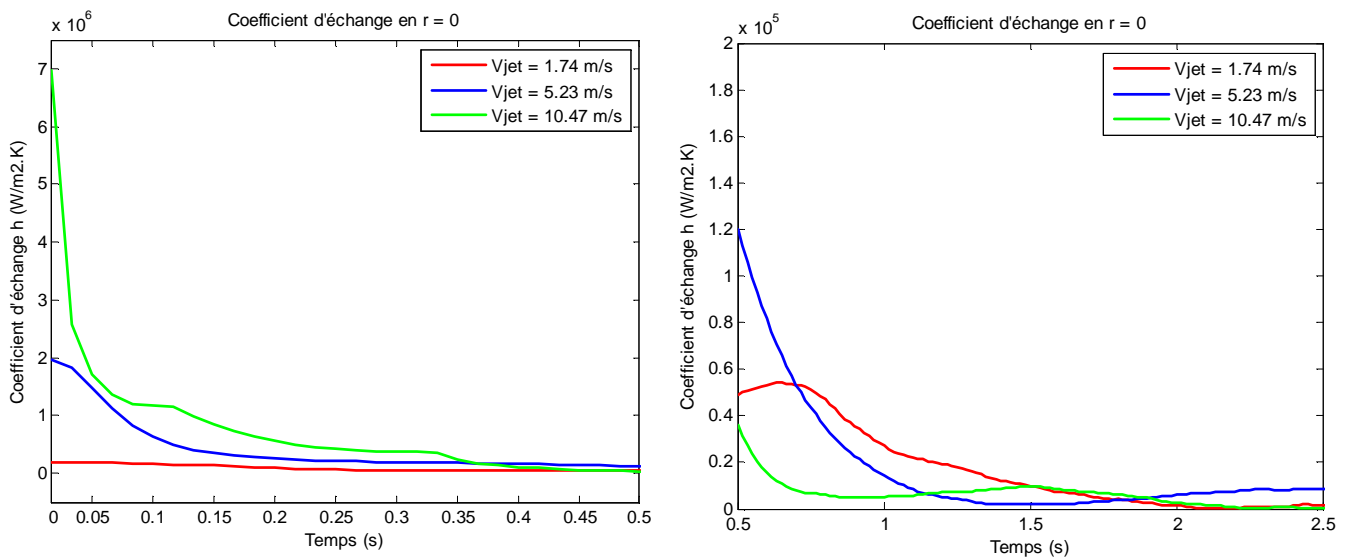 Coefficient d'échange en r = 0
x 10^6
7
6
5
4
3
2
1
0
Coefficient d'échange h (W/m2.K)
Vjet = 1.74 m/s
Vjet = 5.23 m/s
Vjet = 10.47 m/s
0 0.05 0.1 0.15 0.2 0.25 0.3 0.35 0.4 0.45 0.5
Temps (s)
Coefficient d'échange en r = 0
x 10^5
2
1.8
1.6
1.4
1.2
1
0.8
0.6
0.4
0.2
0
Coefficient d'échange h (W/m2.K)
Vjet = 1.74 m/s
Vjet = 5.23 m/s
Vjet = 10.47 m/s
0.5 1 1.5 2 2.5
Temps (s)